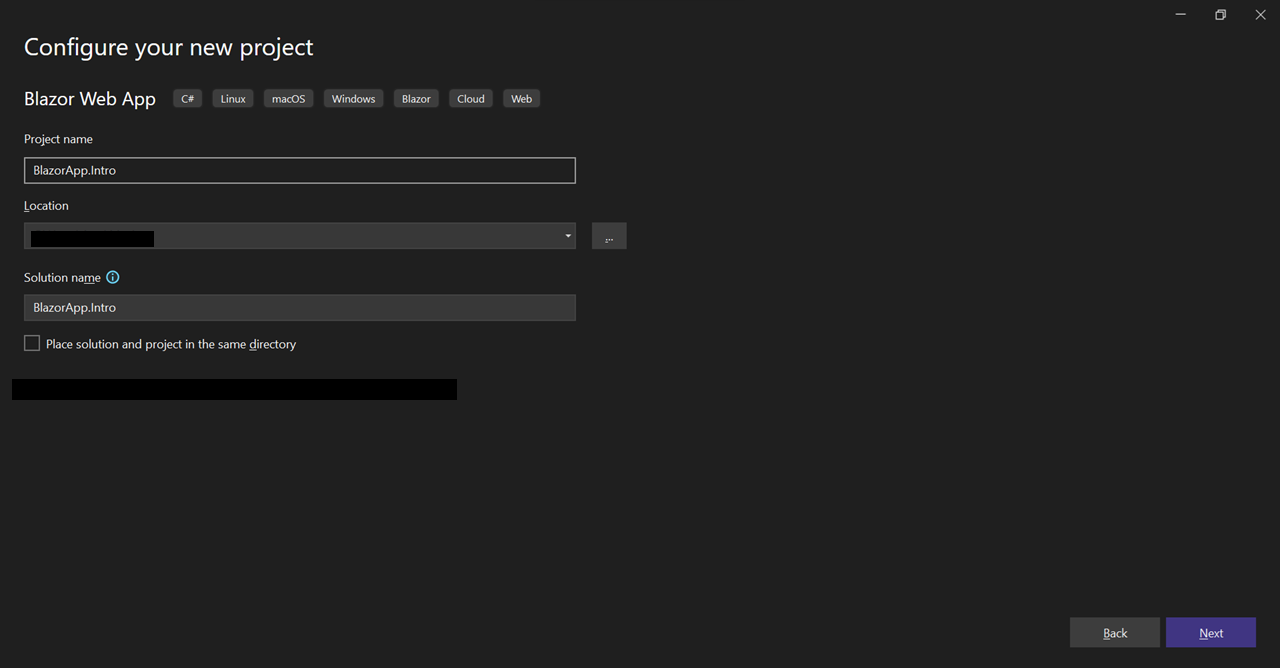 Configure your new project
Blazor Web App C# Linux macOS Windows Blazor Cloud Web
Project name
BlazorApp.Intro
Location
...
Solution name
BlazorApp.Intro
Place solution and project in the same directory
Back Next